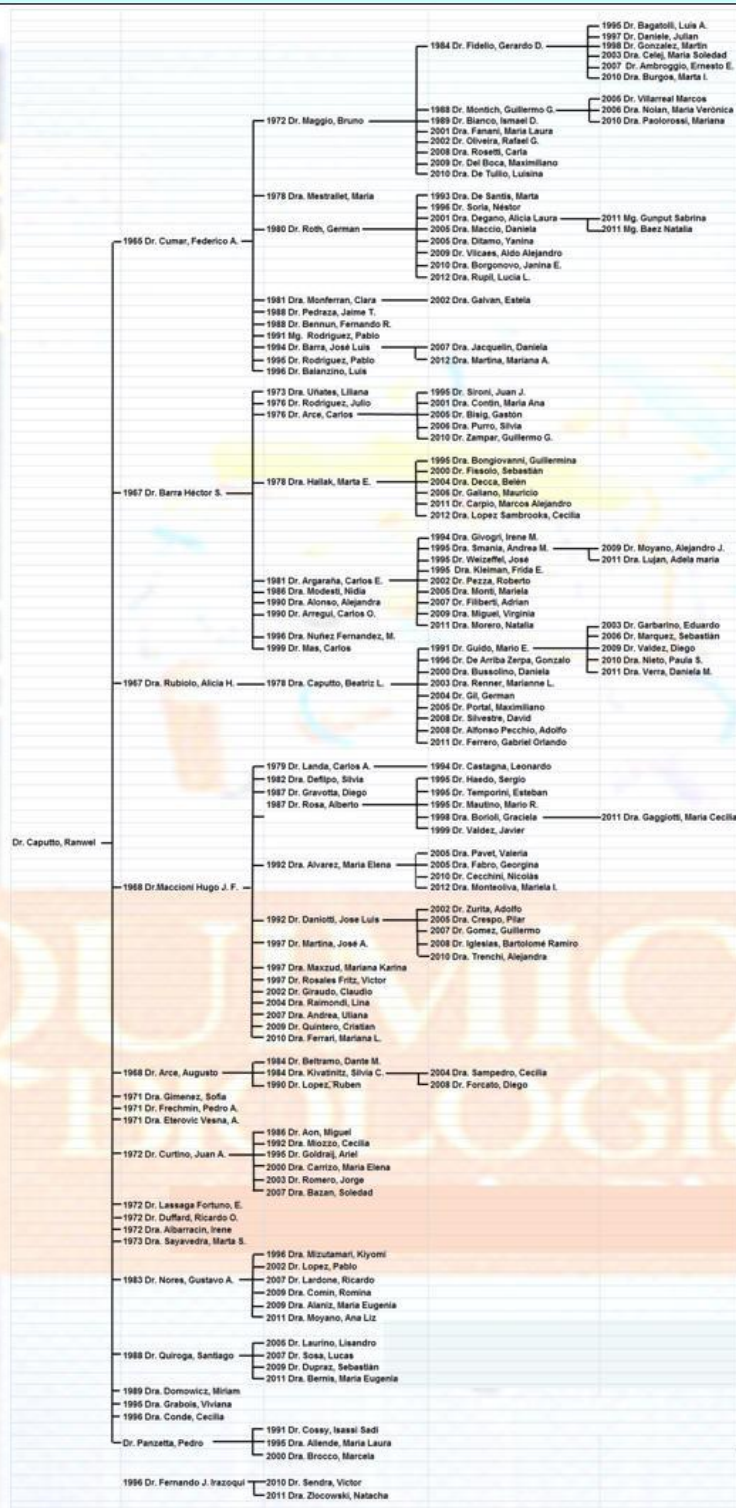 1995 Dr. Bagatolli, Luis A.
1997 Dr. Daniele, Julian
1984 Dr. Fidelio, Gerardo D.
1998 Dr. Gonzalez, Martin
2003 Dra. Celej, Maria Soledad
2007 Dr. Ambroggio, Ernesto E.
2010 Dra. Burgos, Marta I.
2005 Dr. Villarreal Marcos
1988 Dr. Montich, Guillermo G.
2006 Dra. Nolan, Maria Verònica
1972 Dr. Maggio, Bruno
1989 Dr. Bianco, Ismael D.
2010 Dra. Paolorossi, Mariana
2001 Dra. Fanani, Maria Laura
2002 Dr. Oliveira, Rafael G.
2008 Dra. Rosetti, Carla
2009 Dr. Del Boca, Maximiliano
2010 Dra. De Tullio, Luisina
1978 Dra. Mestrallet, Maria
1993 Dra. De Santis, Marta
1996 Dr. Soria, Néstor
2001 Dra. Degano, Alicia Laura
2011 Mg. Gunput Sabrina
1980 Dr. Roth, German
2005 Dra. Maccio, Daniela
2011 Mg. Baez Natalia
1965 Dr. Cumar, Federico A.
2005 Dra. Ditamo, Yanina
2009 Dr. Vilcaes, Aldo Alejandro
2010 Dra. Borgonovo, Janina E.
2012 Dra. Rupil, Lucia L.
1981 Dra. Monferran, Clara
2002 Dra. Galvan, Estela
1988 Dr. Pedraza, Jaime T.
1988 Dr. Bennun, Fernando R.
1991 Mg. Rodriguez, Pablo
1994 Dr. Barra, José Luis
2007 Dra. Jacquelin, Daniela
1995 Dr. Rodriguez, Pablo
2012 Dra. Martina, Mariana A.
1996 Dr. Balanzino, Luis
1973 Dra. Uñates, Liliana
1995 Dr. Sironi, Juan J.
1976 Dr. Rodriguez, Julio
2001 Dra. Contin, Maria Ana
1976 Dr. Arce, Carlos
2005 Dr. Bisig, Gastón
2006 Dra. Purro, Silvia
2010 Dr. Zampar, Guillermo G.
1995 Dra. Bongiovanni, Guillermina
2000 Dr. Fissolo, Sebastián
1978 Dra. Hallak, Marta E.
2004 Dra. Decca, Belén
1967 Dr. Barra Héctor S.
2006 Dr. Galiano, Mauricio
2011 Dr. Carpio, Marcos Alejandro
2012 Dra. Lopez Sambrooks, Cecilia
1994 Dra. Givogri, Irene M.
1995 Dra. Smania, Andrea M.
2009 Dr. Moyano, Alejandro J.
1995 Dr. Weizeffel, José
2011 Dra. Lujan, Adela maria
1995 Dra. Kleiman, Frida E.
1981 Dr. Argaraña, Carlos E.
2002 Dr. Pezza, Roberto
1986 Dra. Modesti, Nidia
2005 Dra. Monti, Mariela
1990 Dra. Alonso, Alejandra
2007 Dr. Filiberti, Adrian
1990 Dr. Arregui, Carlos O.
2009 Dra. Miguel, Virginia
2011 Dra. Morero, Natalia
2003 Dr. Garbarino, Eduardo
1996 Dra. Nuñez Fernandez, M.
2006 Dr. Marquez, Sebastián
1999 Dr. Mas, Carlos
1991 Dr. Guido, Mario E.
2009 Dr. Valdez, Diego
1996 Dr. De Arriba Zerpa, Gonzalo
2010 Dra. Nieto, Paula S.
2000 Dra. Bussolino, Daniela
2011 Dra. Verra, Daniela M.
1967 Dra. Rubiolo, Alicia H.
1978 Dra. Caputto, Beatriz L.
2003 Dra. Renner, Marianne L.
2004 Dr. Gil, German
2005 Dr. Portal, Maximiliano
2008 Dr. Silvestre, David
2008 Dr. Alfonso Pecchio, Adolfo
2011 Dr. Ferrero, Gabriel Orlando
1979 Dr. Landa, Carlos A.
1994 Dr. Castagna, Leonardo
1982 Dra. Defilpo, Silvia
1995 Dr. Haedo, Sergio
1987 Dr. Gravotta, Diego
1995 Dr. Temporini, Esteban
1987 Dr. Rosa, Alberto
1995 Dr. Mautino, Mario R.
1998 Dra. Borioli, Graciela
2011 Dra. Gaggiotti, Maria Cecilia
1999 Dr. Valdez, Javier
Dr. Caputto, Ranwel
2005 Dra. Pavet, Valeria
1992 Dra. Alvarez, Maria Elena
2005 Dra. Fabro, Georgina
2010 Dr. Cecchini, Nicolás
1968 Dr.Maccioni Hugo J. F.
2012 Dra. Monteoliva, Mariela I.
2002 Dr. Zurita, Adolfo
1992 Dr. Daniotti, Jose Luis
2005 Dra. Crespo, Pilar
2007 Dr. Gomez, Guillermo
1997 Dr. Martina, José A.
2008 Dr. Iglesias, Bartolomé Ramiro
2010 Dra. Trenchi, Alejandra
1997 Dra. Maxzud, Mariana Karina
1997 Dr. Rosales Fritz, Victor
2002 Dr. Giraudo, Claudio
2004 Dra. Raimondi, Lina
2007 Dra. Andrea, Uliana
2009 Dr. Quintero, Cristian
2010 Dra. Ferrari, Mariana L.
1984 Dr. Beltramo, Dante M.
1968 Dr. Arce, Augusto
1984 Dra. Kivatinitz, Silvia C.
2004 Dra. Sampedro, Cecilia
1990 Dr. Lopez, Ruben
2008 Dr. Forcato, Diego
1971 Dra. Gimenez, Sofia
1971 Dr. Frechmin, Pedro A.
1971 Dra. Eterovic Vesna, A.
1986 Dr. Aon, Miguel
1992 Dra. Miozzo, Cecilia
1972 Dr. Curtino, Juan A.
1995 Dr. Goldraij, Ariel
2000 Dra. Carrizo, Maria Elena
2003 Dr. Romero, Jorge
2007 Dra. Bazan, Soledad
1972 Dr. Lassaga Fortuno, E.
1972 Dr. Duffard, Ricardo O.
1972 Dra. Albarracin, Irene
1973 Dra. Sayavedra, Marta S.
1996 Dra. Mizutamari, Kiyomi
2002 Dr. Lopez, Pablo
1983 Dr. Nores, Gustavo A.
2007 Dr. Lardone, Ricardo
2009 Dra. Comin, Romina
2009 Dra. Alaniz, Maria Eugenia
2011 Dra. Moyano, Ana Liz
2005 Dr. Laurino, Lisandro
1988 Dr. Quiroga, Santiago
2007 Dr. Sosa, Lucas
2009 Dr. Dupraz, Sebastián
2011 Dra. Bernis, Maria Eugenia
1989 Dra. Domowicz, Miriam
1995 Dra. Grabois, Viviana
1996 Dra. Conde, Cecilia
1991 Dr. Cossy, Isassi Sadi
Dr. Panzetta, Pedro
1995 Dra. Allende, Maria Laura
2000 Dra. Brocco, Marcela
1996 Dr. Fernando J. Irazoqui
2010 Dr. Sendra, Victor
2011 Dra. Zlocowski, Natacha